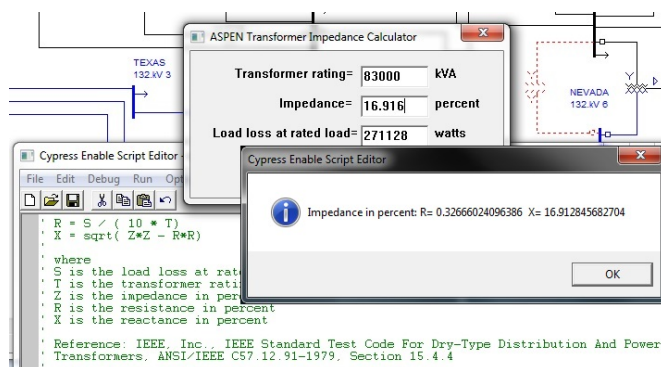 ASPEN Transformer Impedance Calculator
TEXAS
132.kV 3
Transformer rating= 83000 kVA
Impedance= 16.916 percent
Load loss at rated load= 271128 watts
NEVADA
132.kV 6
Cypress Enable Script Editor -
Cypress Enable Script Editor
File Edit Debug Run
Impedance in percent: R= 0.32666024096386 X= 16.912845682704
OK
' R = S / ( 10 * T)
' X = sqrt( Z*Z - R*R)
'
' where
' S is the load loss at
' T is the transformer
' Z is the impedance in
' R is the resistance in percent
' X is the reactance in percent
'
' Reference: IEEE, Inc., IEEE Standard Test Code For Dry-Type Distribution And Power
' Transformers, ANSI/IEEE C57.12.91-1979, Section 15.4.4